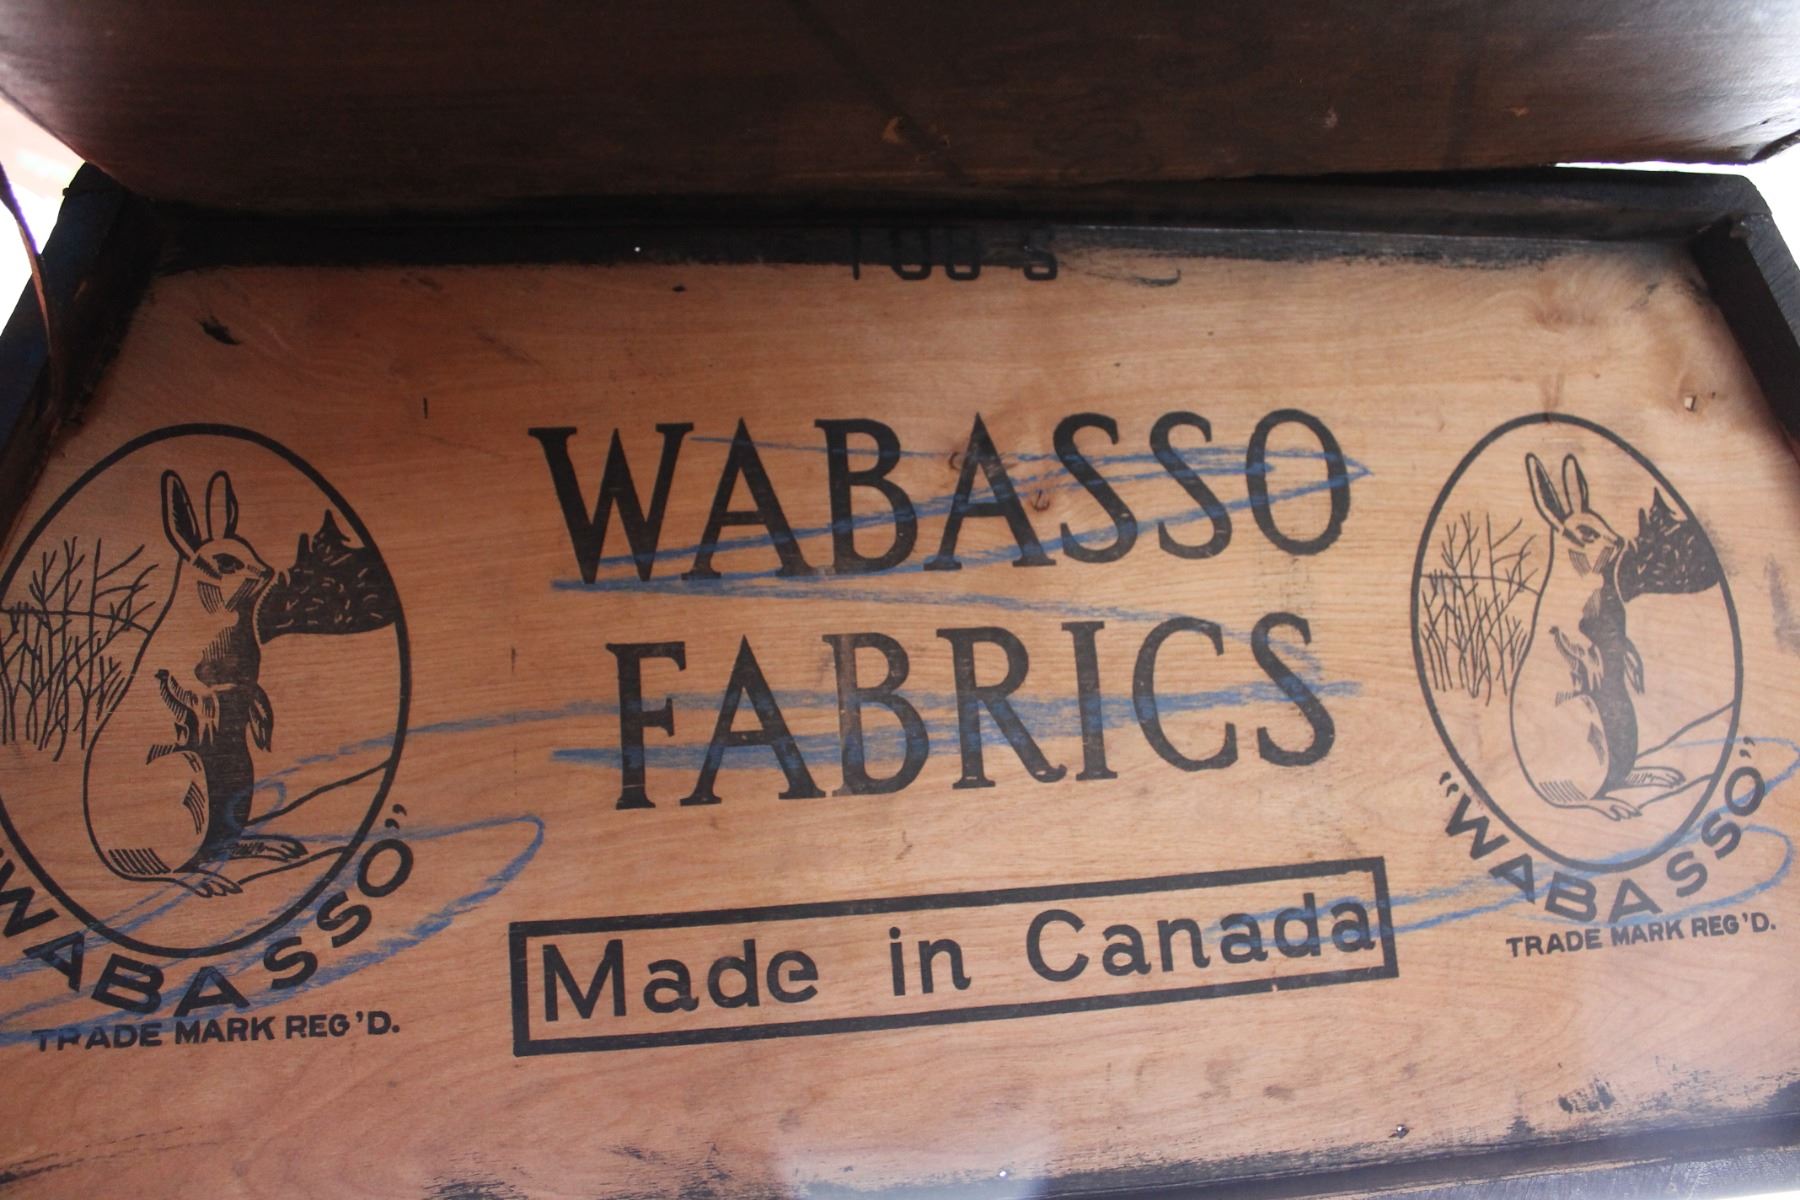 WABASSO
FABRICS
Made in Canada
"WABASSO"
TRADE MARK REG'D.
"WABASSO"
TRADE MARK REG'D.